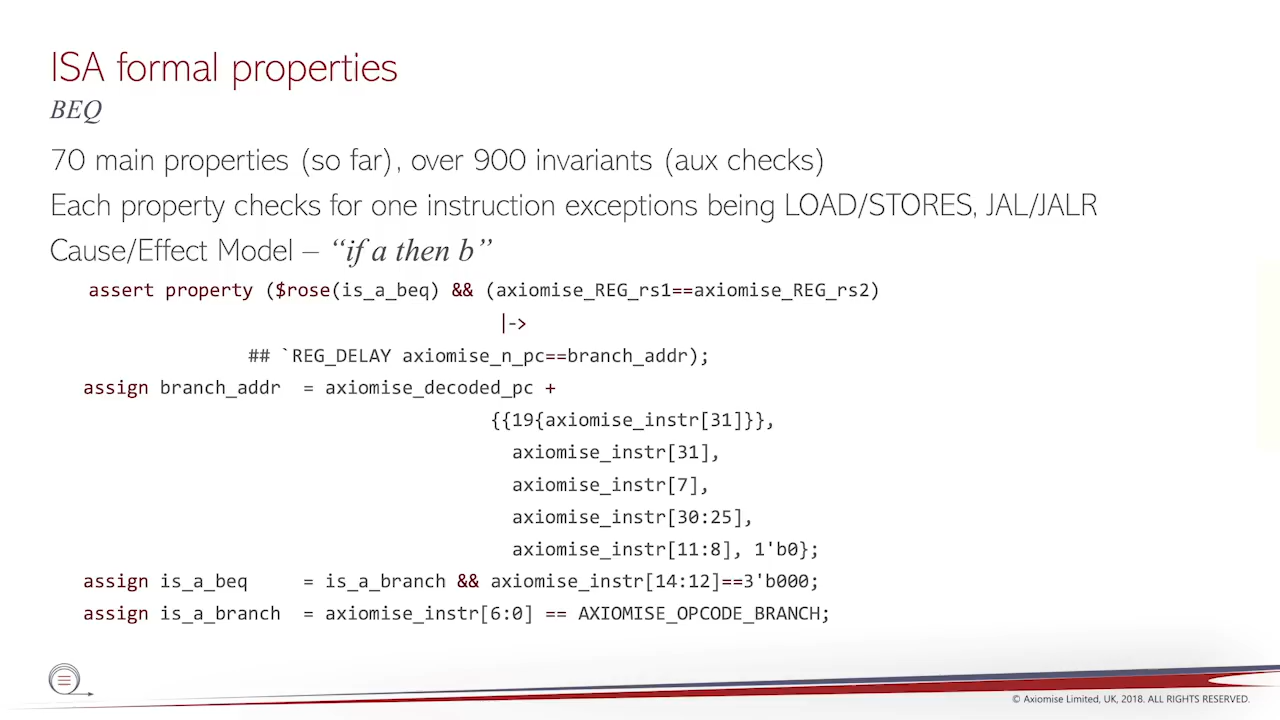 ISA formal properties
BEQ
70 main properties (so far), over 900 invariants (aux checks)
Each property checks for one instruction exceptions being LOAD/STORES, JAL/JALR
Cause/Effect Model – “if a then b”
assert property ($rose(is_a_beq) && (axiomise_REG_rs1==axiomise_REG_rs2)
|->
## `REG_DELAY axiomise_n_pc==branch_addr);
assign branch_addr = axiomise_decoded_pc +
{{19{axiomise_instr[31]}},
axiomise_instr[31],
axiomise_instr[7],
axiomise_instr[30:25],
axiomise_instr[11:8], 1'b0};
assign is_a_beq = is_a_branch && axiomise_instr[14:12]==3'b000;
assign is_a_branch = axiomise_instr[6:0] == AXIOMISE_OPCODE_BRANCH;
© Axiomise Limited, UK, 2018. ALL RIGHTS RESERVED.